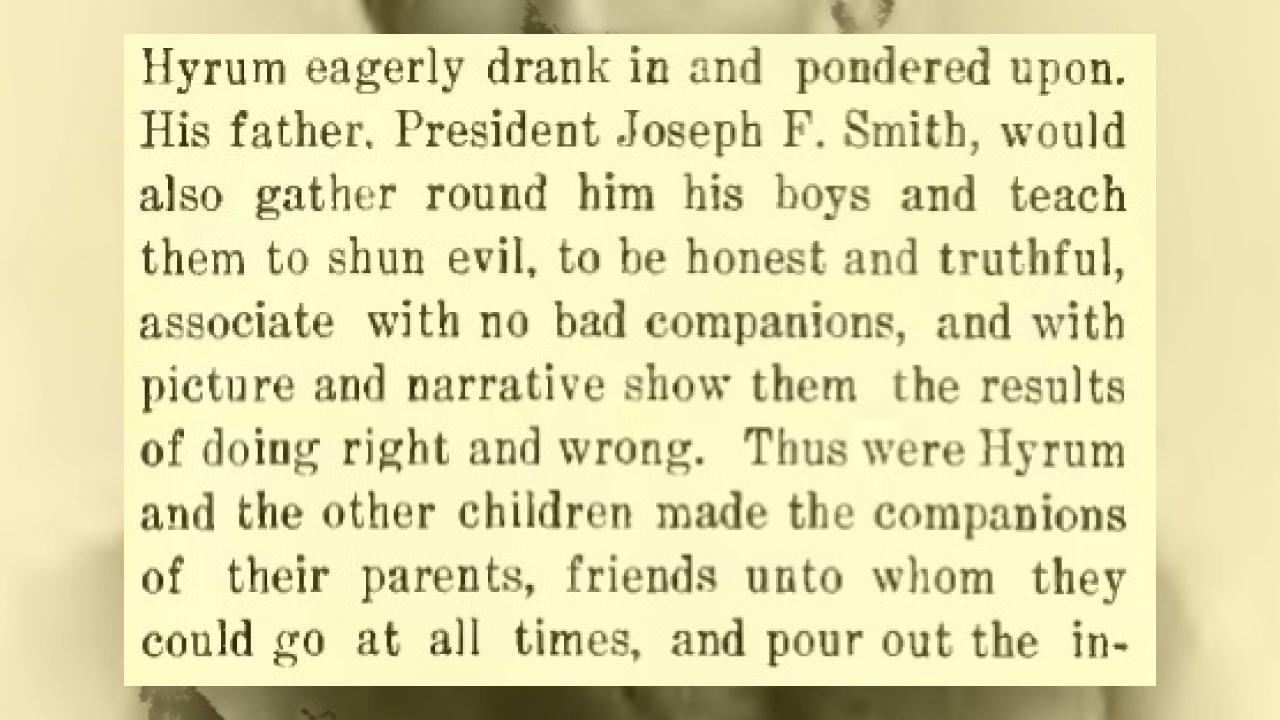 Hyrum eagerly drank in and pondered upon.
His father. President Joseph F. Smith, would
also gather round him his boys and teach
them to shun evil, to be honest and truthful,
associate with no bad companions, and with
picture and narrative show them the results
of doing right and wrong. Thus were Hyrum
and the other children made the companions
of their parents, friends unto whom they
could go at all times, and pour out the in-